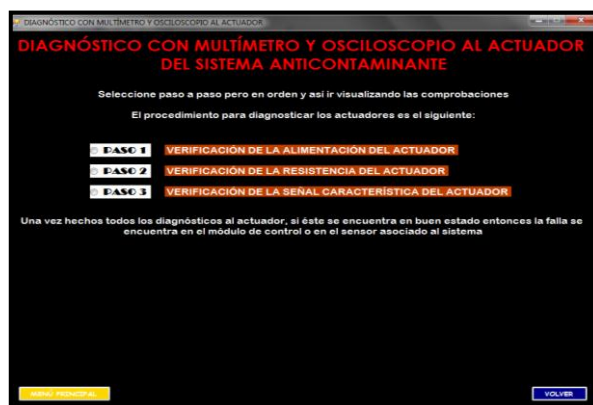 DIAGNÓSTICO CON MULTÍMETRO Y OSCILOSCOPIO AL ACTUADOR
DIAGNÓSTICO CON MULTÍMETRO Y OSCILOSCOPIO AL ACTUADOR
DEL SISTEMA ANTICONTAMINANTE
Seleccione paso a paso pero en orden y asi ir visualizando las comprobaciones
El procedimiento para diagnosticar los actuadores es el siguiente:
PASO 1 VERIFICACIÓN DE LA ALIMENTACIÓN DEL ACTUADOR
PASO 2 VERIFICACIÓN DE LA RESISTENCIA DEL ACTUADOR
PASO 3 VERIFICACIÓN DE LA SEÑAL CARACTERÍSTICA DEL ACTUADOR
Una vez hechos todos los diagnósticos al actuador, si éste se encuentra en buen estado entonces la falla se
encuentra en el módulo de control o en el sensor asociado al sistema
MENÚ PRINCIPAL VOLVER